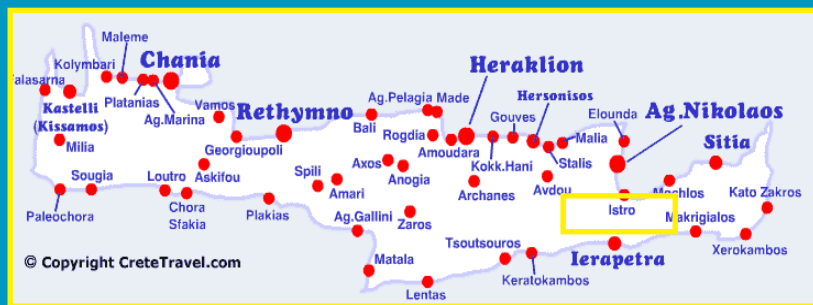 Maleme
Kolymbari
Chania
alasarna
Kastelli
(Kissamos)
Platanias
Ag.Marina
Vamos
Milia
Georgioupoli
Rethymno
Bali
Ag.Pelagia Made
Rogdia
Amoudara
Heraklion
Kokk.Hani
Gouves
Hersonisos
Stalis
Malia
Elounda
Ag.Nikolaos
Sitia
Paleochora
Sougia
Loutro
Chora
Sfakia
Askifou
Plakias
Spili
Amari
Axos
Anogia
Ag.Gallini
Zaros
Archanes
Avdou
Mochlos
Kato Zakros
Istro
Makrigialos
Xerokambos
Ierapetra
Tsoutsouros
Keratokambos
Matala
Lentas
© Copyright CreteTravel.com